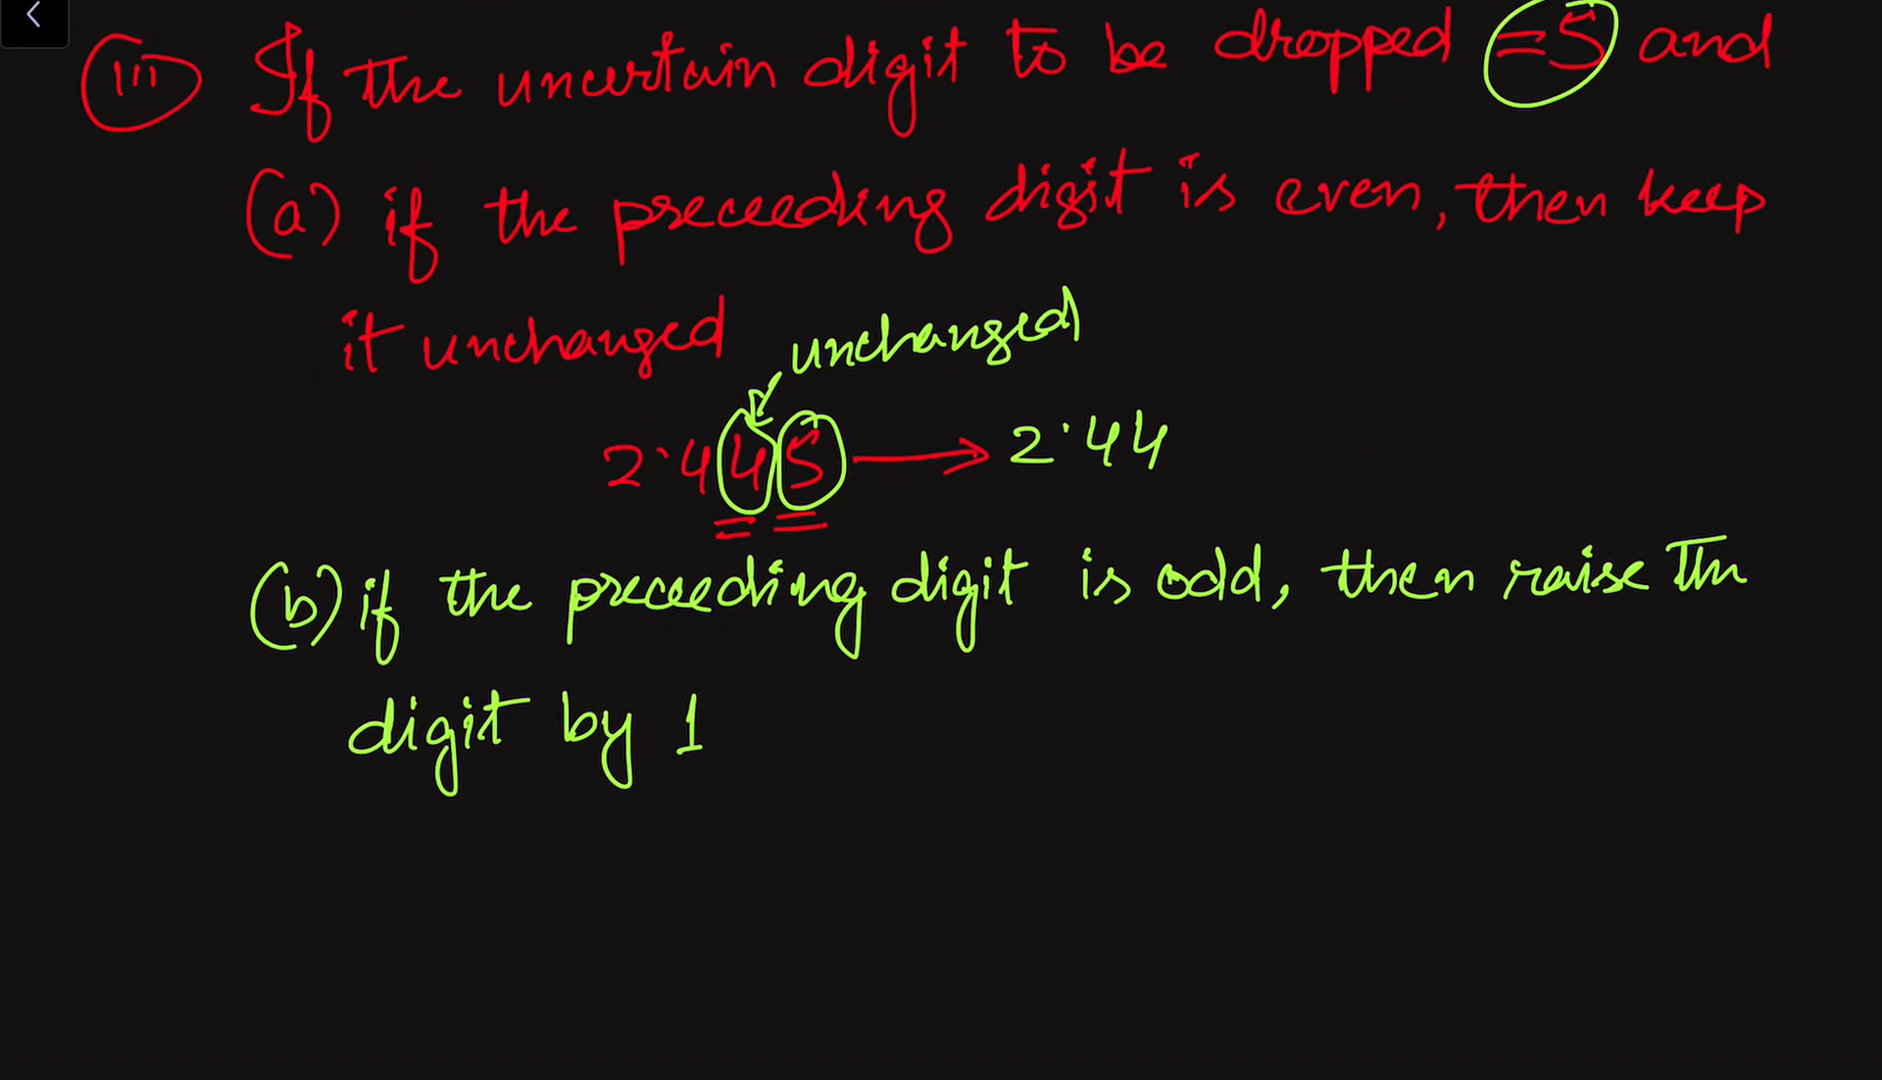 (iii) If the uncertain digit to be dropped =5 and
(a) if the preceeding digit is even, then keep
it unchanged
unchanged
2.445 → 2.44
(b) if the preceeding digit is odd, then raise the
digit by 1